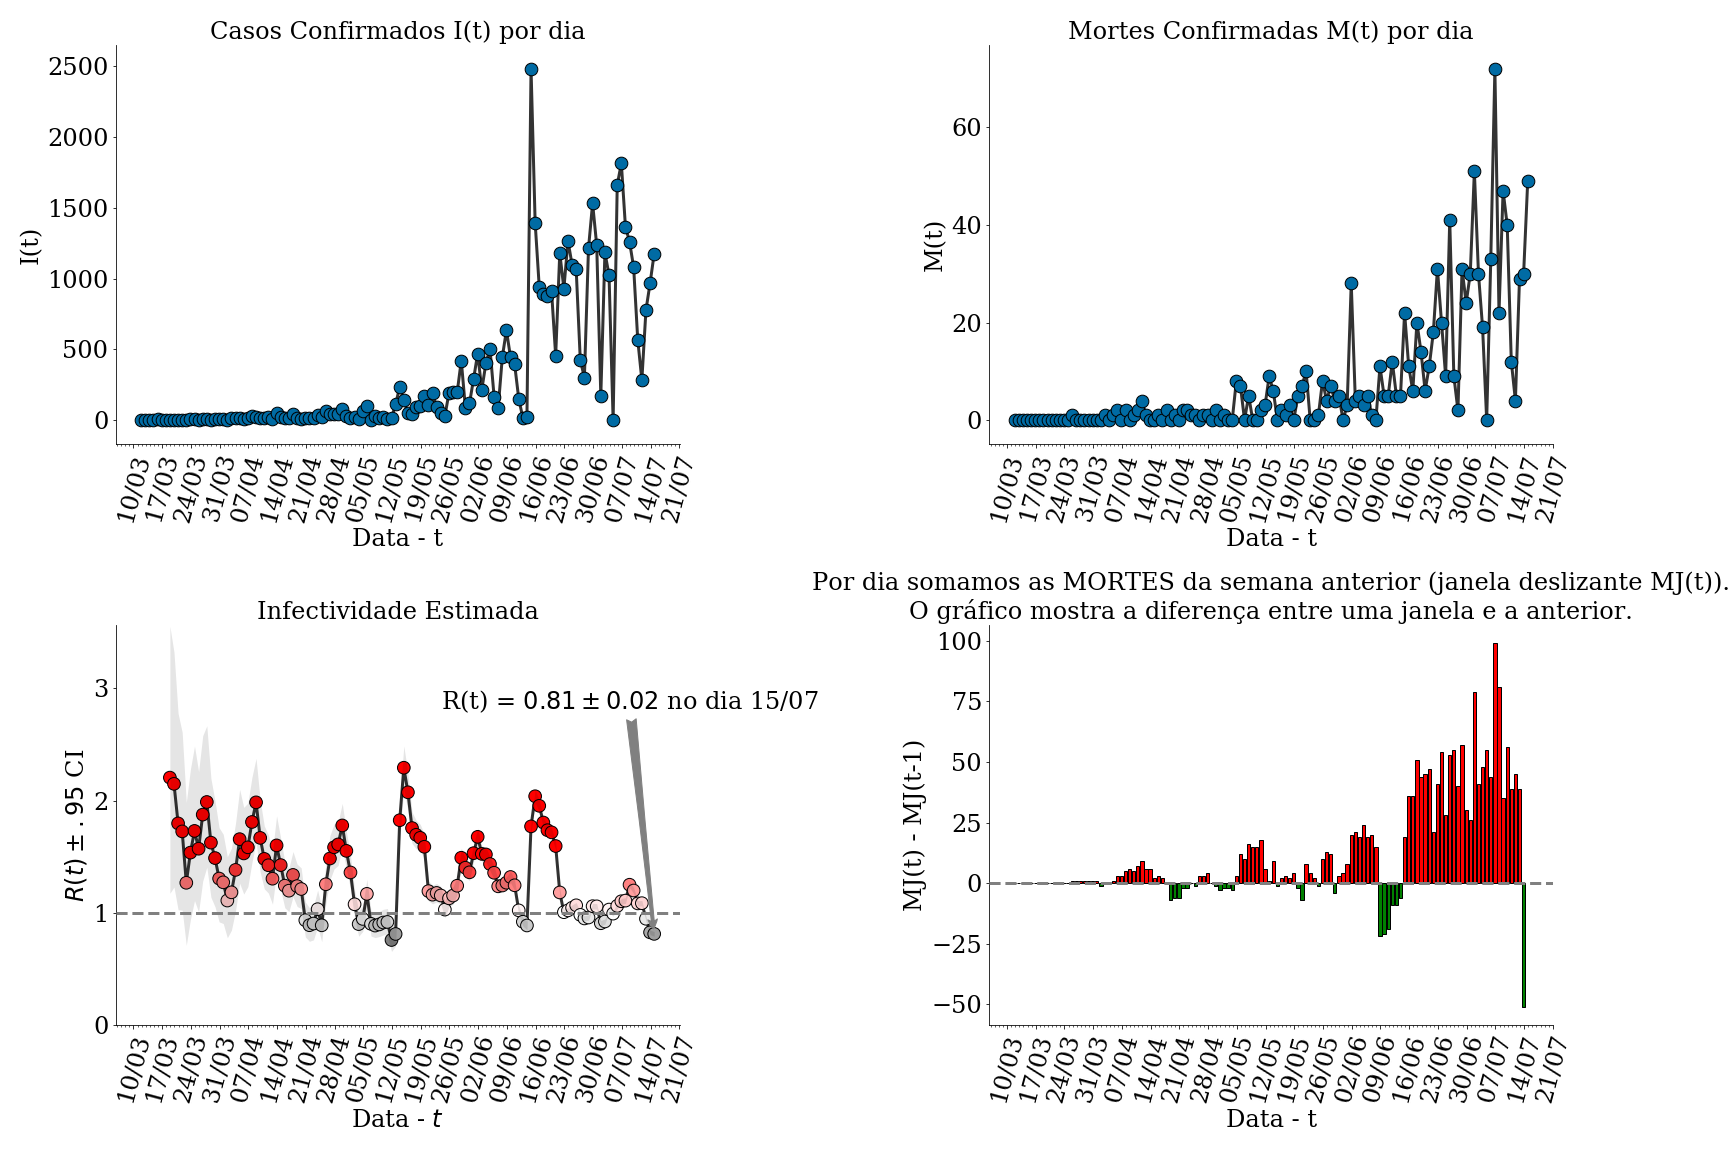 Casos Confirmados I(t) por dia
I(t)
2500
2000
1500
1000
500
0
10/03 17/03 24/03 31/03 07/04 14/04 21/04 28/04 05/05 12/05 19/05 26/05 02/06 09/06 16/06 23/06 30/06 07/07 14/07 21/07
Data - t
Mortes Confirmadas M(t) por dia
M(t)
60
40
20
0
10/03 17/03 24/03 31/03 07/04 14/04 21/04 28/04 05/05 12/05 19/05 26/05 02/06 09/06 16/06 23/06 30/06 07/07 14/07 21/07
Data - t
Infectividade Estimada
R(t) ± .95 CI
3
2
1
0
R(t) = 0.81 ± 0.02 no dia 15/07
10/03 17/03 24/03 31/03 07/04 14/04 21/04 28/04 05/05 12/05 19/05 26/05 02/06 09/06 16/06 23/06 30/06 07/07 14/07 21/07
Data - t
Por dia somamos as MORTES da semana anterior (janela deslizante MJ(t)).
O gráfico mostra a diferença entre uma janela e a anterior.
MJ(t) - MJ(t-1)
100
75
50
25
0
−25
−50
10/03 17/03 24/03 31/03 07/04 14/04 21/04 28/04 05/05 12/05 19/05 26/05 02/06 09/06 16/06 23/06 30/06 07/07 14/07 21/07
Data - t